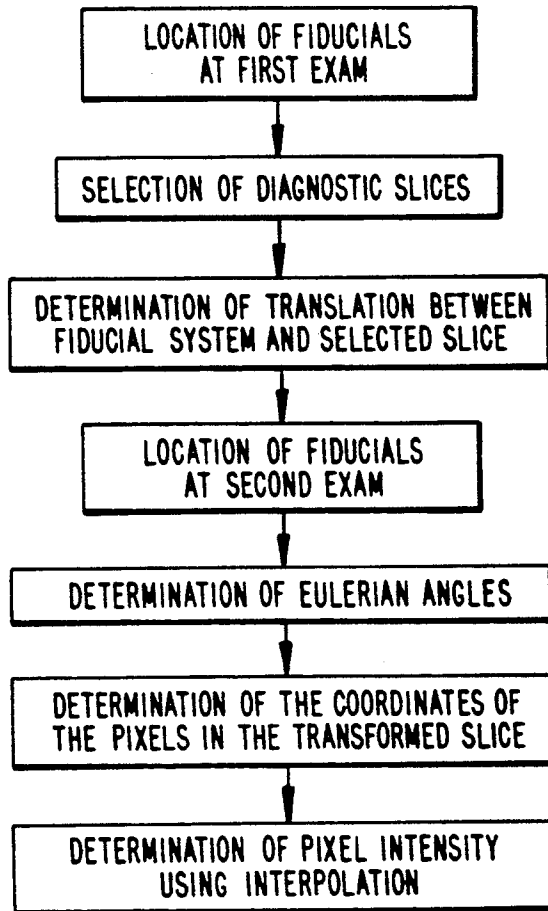 LOCATION OF FIDUCIALS
AT FIRST EXAM
SELECTION OF DIAGNOSTIC SLICES
DETERMINATION OF TRANSLATION BETWEEN
FIDUCIAL SYSTEM AND SELECTED SLICE
LOCATION OF FIDUCIALS
AT SECOND EXAM
DETERMINATION OF EULERIAN ANGLES
DETERMINATION OF THE COORDINATES OF
THE PIXELS IN THE TRANSFORMED SLICE
DETERMINATION OF PIXEL INTENSITY
USING INTERPOLATION